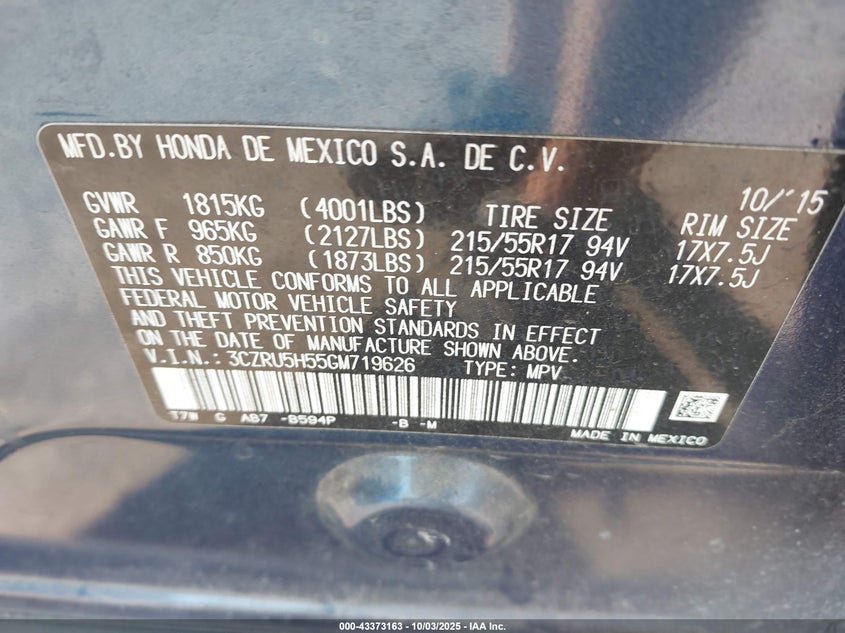 MFD.BY HONDA DE MEXICO S.A. DE C.V.
10/'15
GVWR 1815KG (4001LBS) TIRE SIZE RIM SIZE
GAWR F 965KG (2127LBS) 215/55R17 94V 17X7.5J
GAWR R 850KG (1873LBS) 215/55R17 94V 17X7.5J
THIS VEHICLE CONFORMS TO ALL APPLICABLE
FEDERAL MOTOR VEHICLE SAFETY
AND THEFT PREVENTION STANDARDS IN EFFECT
ON THE DATE OF MANUFACTURE SHOWN ABOVE.
V.I.N.: 3CZRU5H55GM719626 TYPE: MPV
T7W G AB7 -B594P -B -M
MADE IN MEXICO
000-43373163 - 10/03/2025 - IAA Inc.